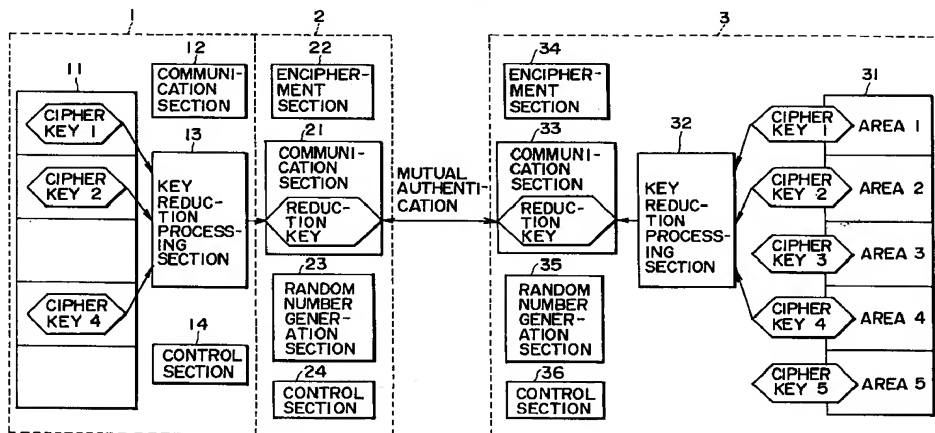 1
2
3
11
12
COMMUNI-
CATION
SECTION
CIPHER
KEY 1
CIPHER
KEY 2
CIPHER
KEY 4
13
KEY
REDUCTION
PROCESS-
ING
SECTION
14
CONTROL
SECTION
22
ENCIPHER-
MENT
SECTION
21
COMMUNI-
CATION
SECTION
REDUC-
TION
KEY
23
RANDOM
NUMBER
GENERA-
TION
SECTION
24
CONTROL
SECTION
MUTUAL
AUTHENTI-
CATION
34
ENCIPHER-
MENT
SECTION
33
COMMUNI-
CATION
SECTION
REDUC-
TION
KEY
35
RANDOM
NUMBER
GENER-
ATION
SECTION
36
CONTROL
SECTION
32
KEY
REDUCTION
PROCESS-
ING
SECTION
31
CIPHER
KEY 1
AREA 1
CIPHER
KEY 2
AREA 2
CIPHER
KEY 3
AREA 3
CIPHER
KEY 4
AREA 4
CIPHER
KEY 5
AREA 5